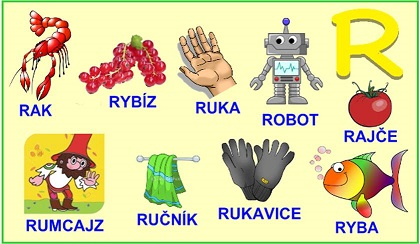 R
RAK
RYBÍZ
RUKA
ROBOT
RAJČE
RUMCAJZ
RUČNÍK
RUKAVICE
RYBA